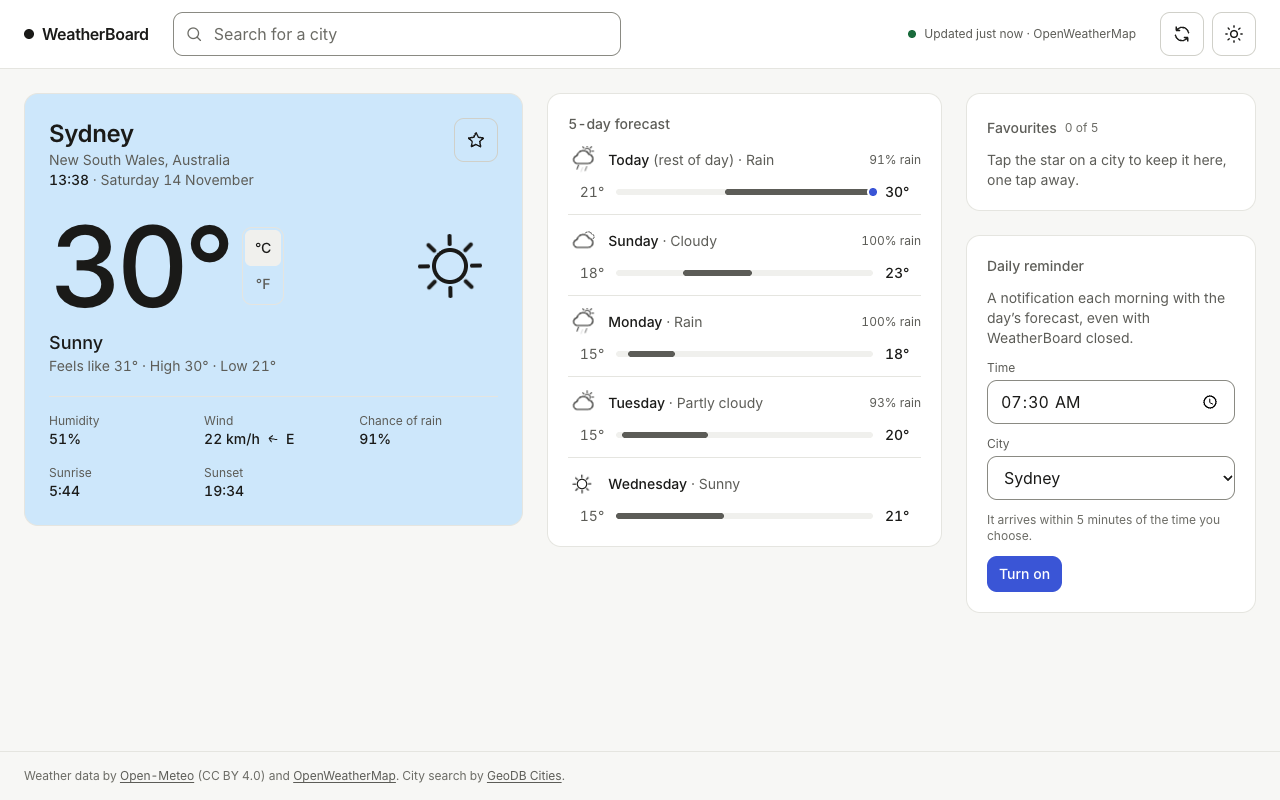 WeatherBoard
Search for a city
Updated just now · OpenWeatherMap
Sydney
New South Wales, Australia
13:38 · Saturday 14 November
30°
°C
°F
Sunny
Feels like 31° · High 30° · Low 21°
Humidity
51%
Wind
22 km/h ← E
Chance of rain
91%
Sunrise
5:44
Sunset
19:34
5-day forecast
Today (rest of day) · Rain
91% rain
21°
30°
Sunday · Cloudy
100% rain
18°
23°
Monday · Rain
100% rain
15°
18°
Tuesday · Partly cloudy
93% rain
15°
20°
Wednesday · Sunny
15°
21°
Favourites 0 of 5
Tap the star on a city to keep it here,
one tap away.
Daily reminder
A notification each morning with the
day’s forecast, even with
WeatherBoard closed.
Time
07:30 AM
City
Sydney
It arrives within 5 minutes of the time you
choose.
Turn on
Weather data by Open-Meteo (CC BY 4.0) and OpenWeatherMap. City search by GeoDB Cities.